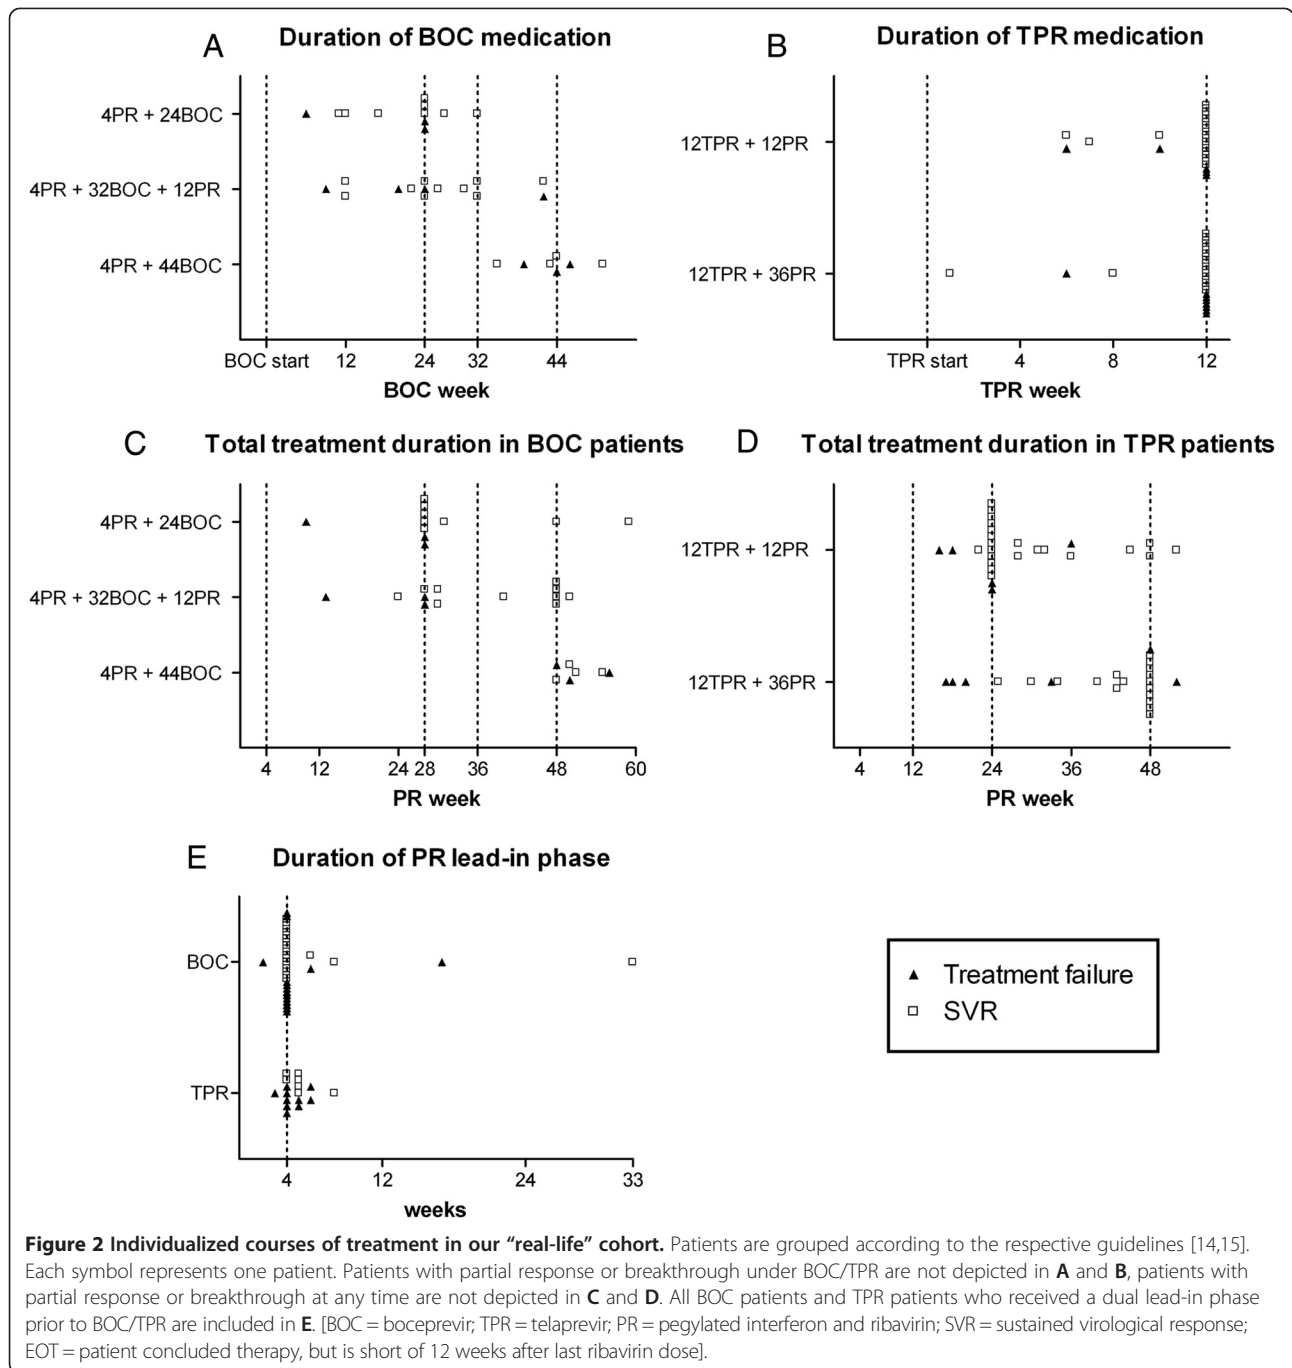 A Duration of BOC medication
4PR + 24BOC
4PR + 32BOC + 12PR
4PR + 44BOC
BOC start 12 24 32 44
BOC week
B Duration of TPR medication
12TPR + 12PR
12TPR + 36PR
TPR start 4 8 12
TPR week
C Total treatment duration in BOC patients
4PR + 24BOC
4PR + 32BOC + 12PR
4PR + 44BOC
4 12 24 28 36 48 60
PR week
D Total treatment duration in TPR patients
12TPR + 12PR
12TPR + 36PR
4 12 24 36 48
PR week
E Duration of PR lead-in phase
BOC
TPR
4 12 24 33
weeks
Treatment failure
SVR
Figure 2 Individualized courses of treatment in our “real-life” cohort. Patients are grouped according to the respective guidelines [14,15].
Each symbol represents one patient. Patients with partial response or breakthrough under BOC/TPR are not depicted in A and B, patients with
partial response or breakthrough at any time are not depicted in C and D. All BOC patients and TPR patients who received a dual lead-in phase
prior to BOC/TPR are included in E. [BOC = boceprevir; TPR = telaprevir; PR = pegylated interferon and ribavirin; SVR = sustained virological response;
EOT = patient concluded therapy, but is short of 12 weeks after last ribavirin dose].